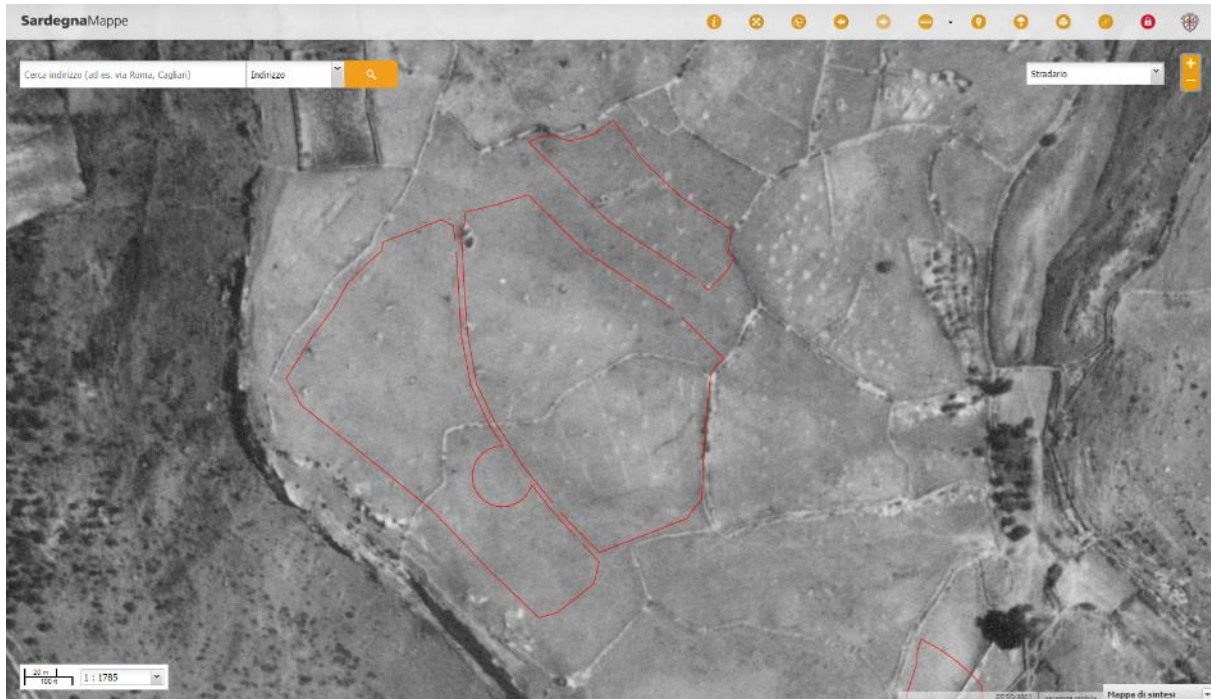 SardegnaMappe
Cerca indirizzo (ad es. via Roma, Cagliari)
Indirizzo
Stradario
20 m
100 ft
1 : 1785
Mappa di sintesi